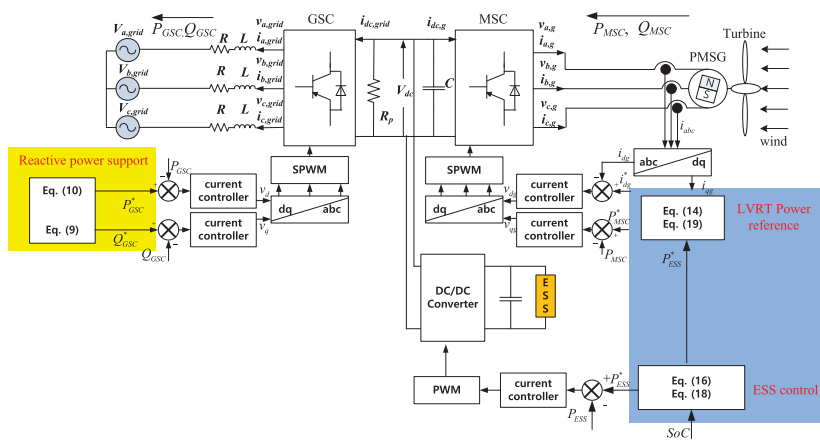 P_GSC, Q_GSC
V_a,grid
V_b,grid
V_c,grid
R L
R L
R L
v_a,grid
i_a,grid
v_b,grid
i_b,grid
v_c,grid
i_c,grid
GSC
i_dc,grid
i_dc,g
V_dc
C
R_p
MSC
v_a,g
i_a,g
v_b,g
i_b,g
v_c,g
i_c,g
P_MSC, Q_MSC
Turbine
PMSG
N
S
wind
i_abc
abc
dq
i_dg
i_qg
Reactive power support
Eq. (10)
Eq. (9)
P*_GSC
Q*_GSC
P_GSC
Q_GSC
-
+
+
-
current
controller
current
controller
v_d
v_q
SPWM
dq
abc
SPWM
dq
abc
v_dg
v_qg
current
controller
current
controller
-
+
i*_dg
P*_MSC
+
-
P_MSC
LVRT Power
reference
Eq. (14)
Eq. (19)
P*_ESS
DC/DC
Converter
E
S
S
PWM
current
controller
+
P*_ESS
-
P_ESS
Eq. (16)
Eq. (18)
ESS control
SoC